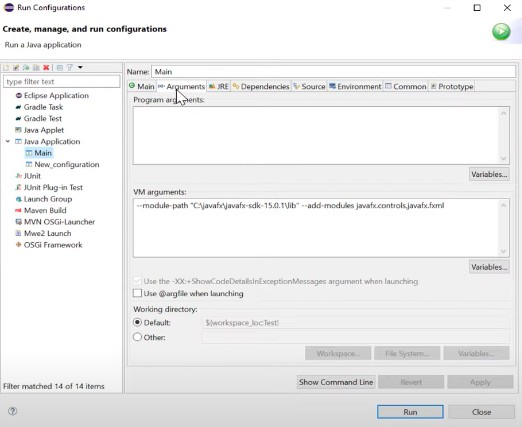 Run Configurations
Create, manage, and run configurations
Run a Java application
type filter text
Eclipse Application
Gradle Task
Gradle Test
Java Applet
Java Application
Main
New_configuration
JUnit
JUnit Plug-in Test
Launch Group
Maven Build
MVN OSGi-Launcher
Mwe2 Launch
OSGi Framework
Filter matched 14 of 14 items
Name: Main
Main (x)= Arguments JRE Dependencies Source Environment Common Prototype
Program arguments:
Variables...
VM arguments:
--module-path "C:\javafx\javafx-sdk-15.0.1\lib" --add-modules javafx.controls,javafx.fxml
Variables...
Use the -XX:+ShowCodeDetailsInExceptionMessages argument when launching
Use @argfile when launching
Working directory:
Default: ${workspace_loc:Test}
Other:
Workspace... File System... Variables...
Show Command Line Revert Apply
Run Close